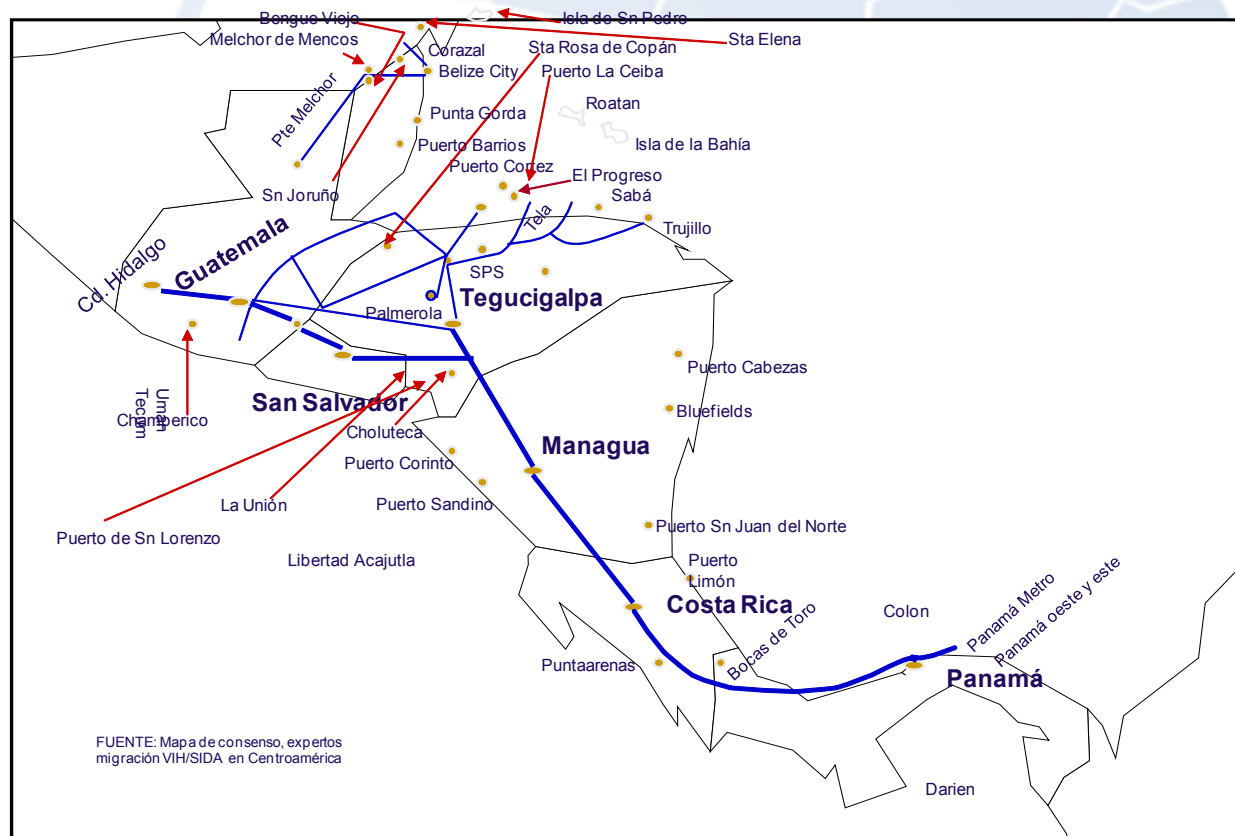 Isla de Sn Pedro
Bengue Viejo
Melchor de Mencos
Sta Elena
Corazal
Sta Rosa de Copán
Belize City
Puerto La Ceiba
Pte Melchor
Roatan
Punta Gorda
Isla de la Bahía
Puerto Barrios
Puerto Cortez
El Progreso
Sn Joruño
Sabá
Tela
Trujillo
Cd. Hidalgo
Guatemala
SPS
Tegucigalpa
Palmerola
Puerto Cabezas
San Salvador
Bluefields
Uman
Tecum
Champerico
Choluteca
Managua
Puerto Corinto
La Unión
Puerto Sandino
Puerto de Sn Lorenzo
Puerto Sn Juan del Norte
Libertad Acajutla
Puerto
Limón
Costa Rica
Colon
Panamá Metro
Panamá oeste y este
Bocas de Toro
Puntaarenas
Panamá
FUENTE: Mapa de consenso, expertos
migración VIH/SIDA en Centroamérica
Darien